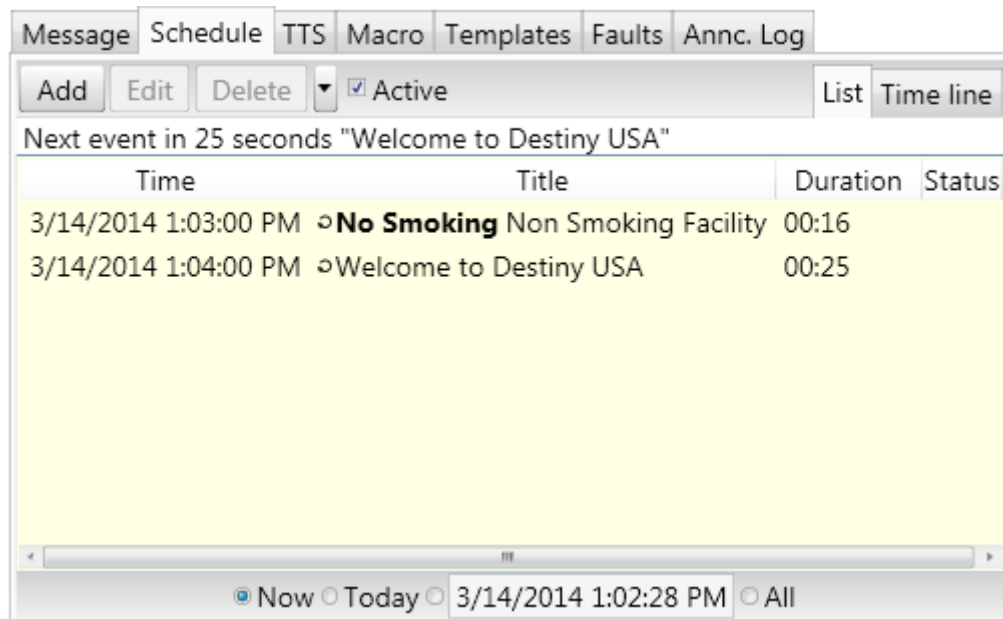 Message Schedule TTS Macro Templates Faults Annc. Log
Add Edit Delete Active List Time line
Next event in 25 seconds "Welcome to Destiny USA"
Time Title Duration Status
3/14/2014 1:03:00 PM No Smoking Non Smoking Facility 00:16
3/14/2014 1:04:00 PM Welcome to Destiny USA 00:25
Now Today 3/14/2014 1:02:28 PM All